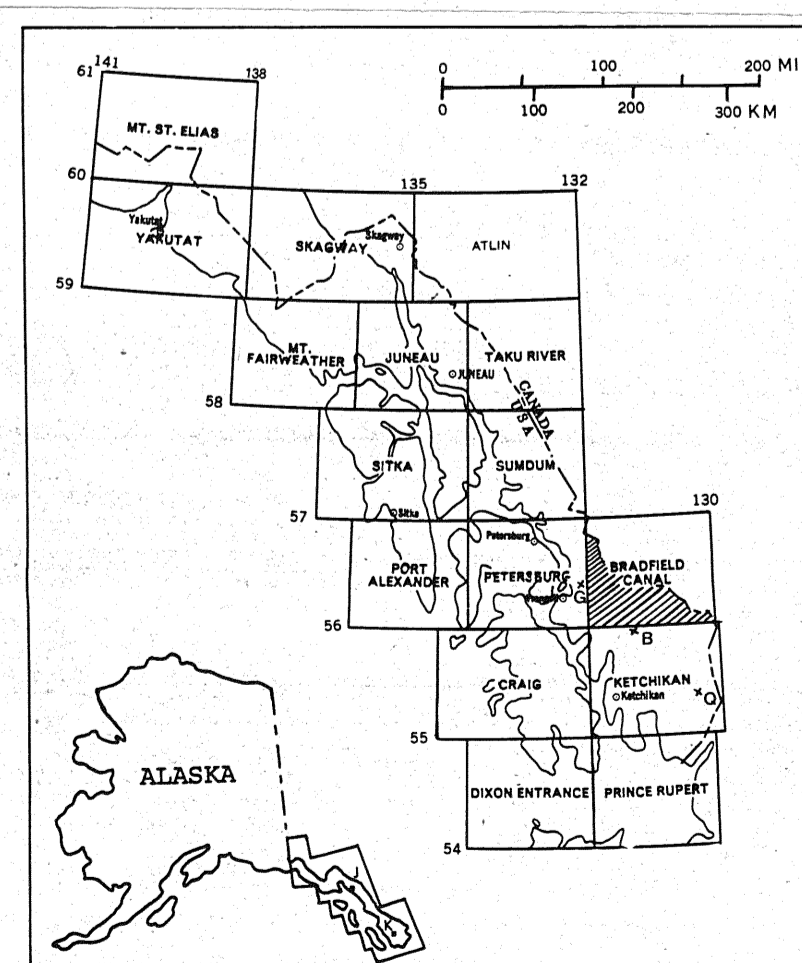 61 141
138
0 100 200 MI
0 100 200 300 KM
MT. ST. ELIAS
60
135
132
Yakutat
YAKUTAT
SKAGWAY
Skagway
ATLIN
59
MT.
FAIRWEATHER
JUNEAU
JUNEAU
TAKU RIVER
CANADA
USA
58
SITKA
SUMDUM
Sitka
57
130
Petersburg
PORT
ALEXANDER
PETERSBURG
G
BRADFIELD
CANAL
56
B
CRAIG
KETCHIKAN
Ketchikan
Q
55
DIXON ENTRANCE
PRINCE RUPERT
54
ALASKA
J
K